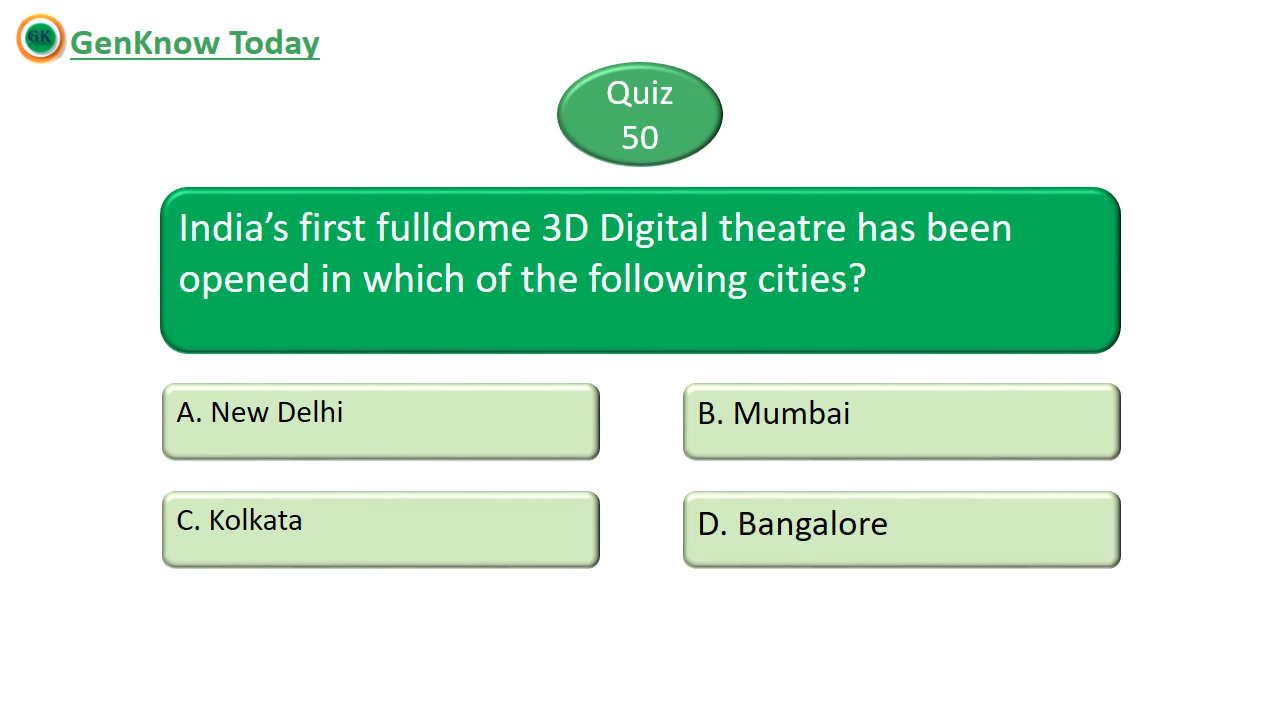 GK
GenKnow Today
Quiz
50
India’s first fulldome 3D Digital theatre has been
opened in which of the following cities?
A. New Delhi
B. Mumbai
C. Kolkata
D. Bangalore